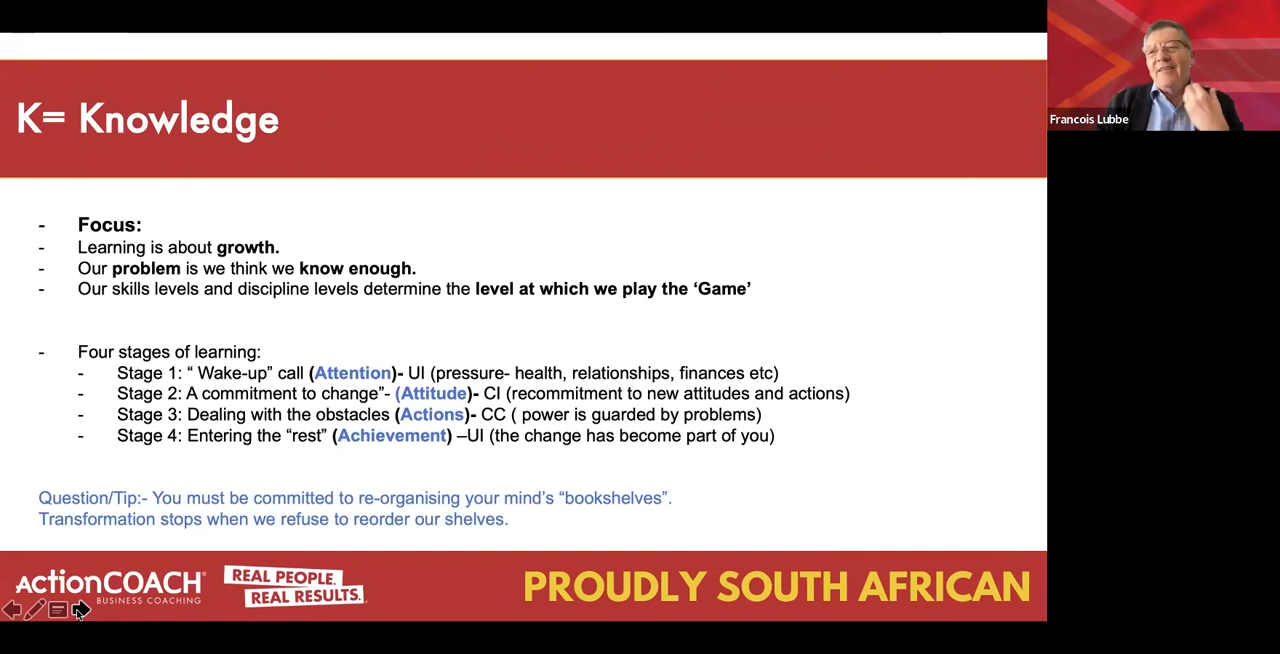 K= Knowledge
Francois Lubbe
- Focus:
- Learning is about growth.
- Our problem is we think we know enough.
- Our skills levels and discipline levels determine the level at which we play the ‘Game’
- Four stages of learning:
- Stage 1: “ Wake-up” call (Attention)- UI (pressure- health, relationships, finances etc)
- Stage 2: A commitment to change”- (Attitude)- CI (recommitment to new attitudes and actions)
- Stage 3: Dealing with the obstacles (Actions)- CC ( power is guarded by problems)
- Stage 4: Entering the “rest” (Achievement) –UI (the change has become part of you)
Question/Tip:- You must be committed to re-organising your mind’s “bookshelves”.
Transformation stops when we refuse to reorder our shelves.
actionCOACH®
BUSINESS COACHING
REAL PEOPLE.
REAL RESULTS.
PROUDLY SOUTH AFRICAN